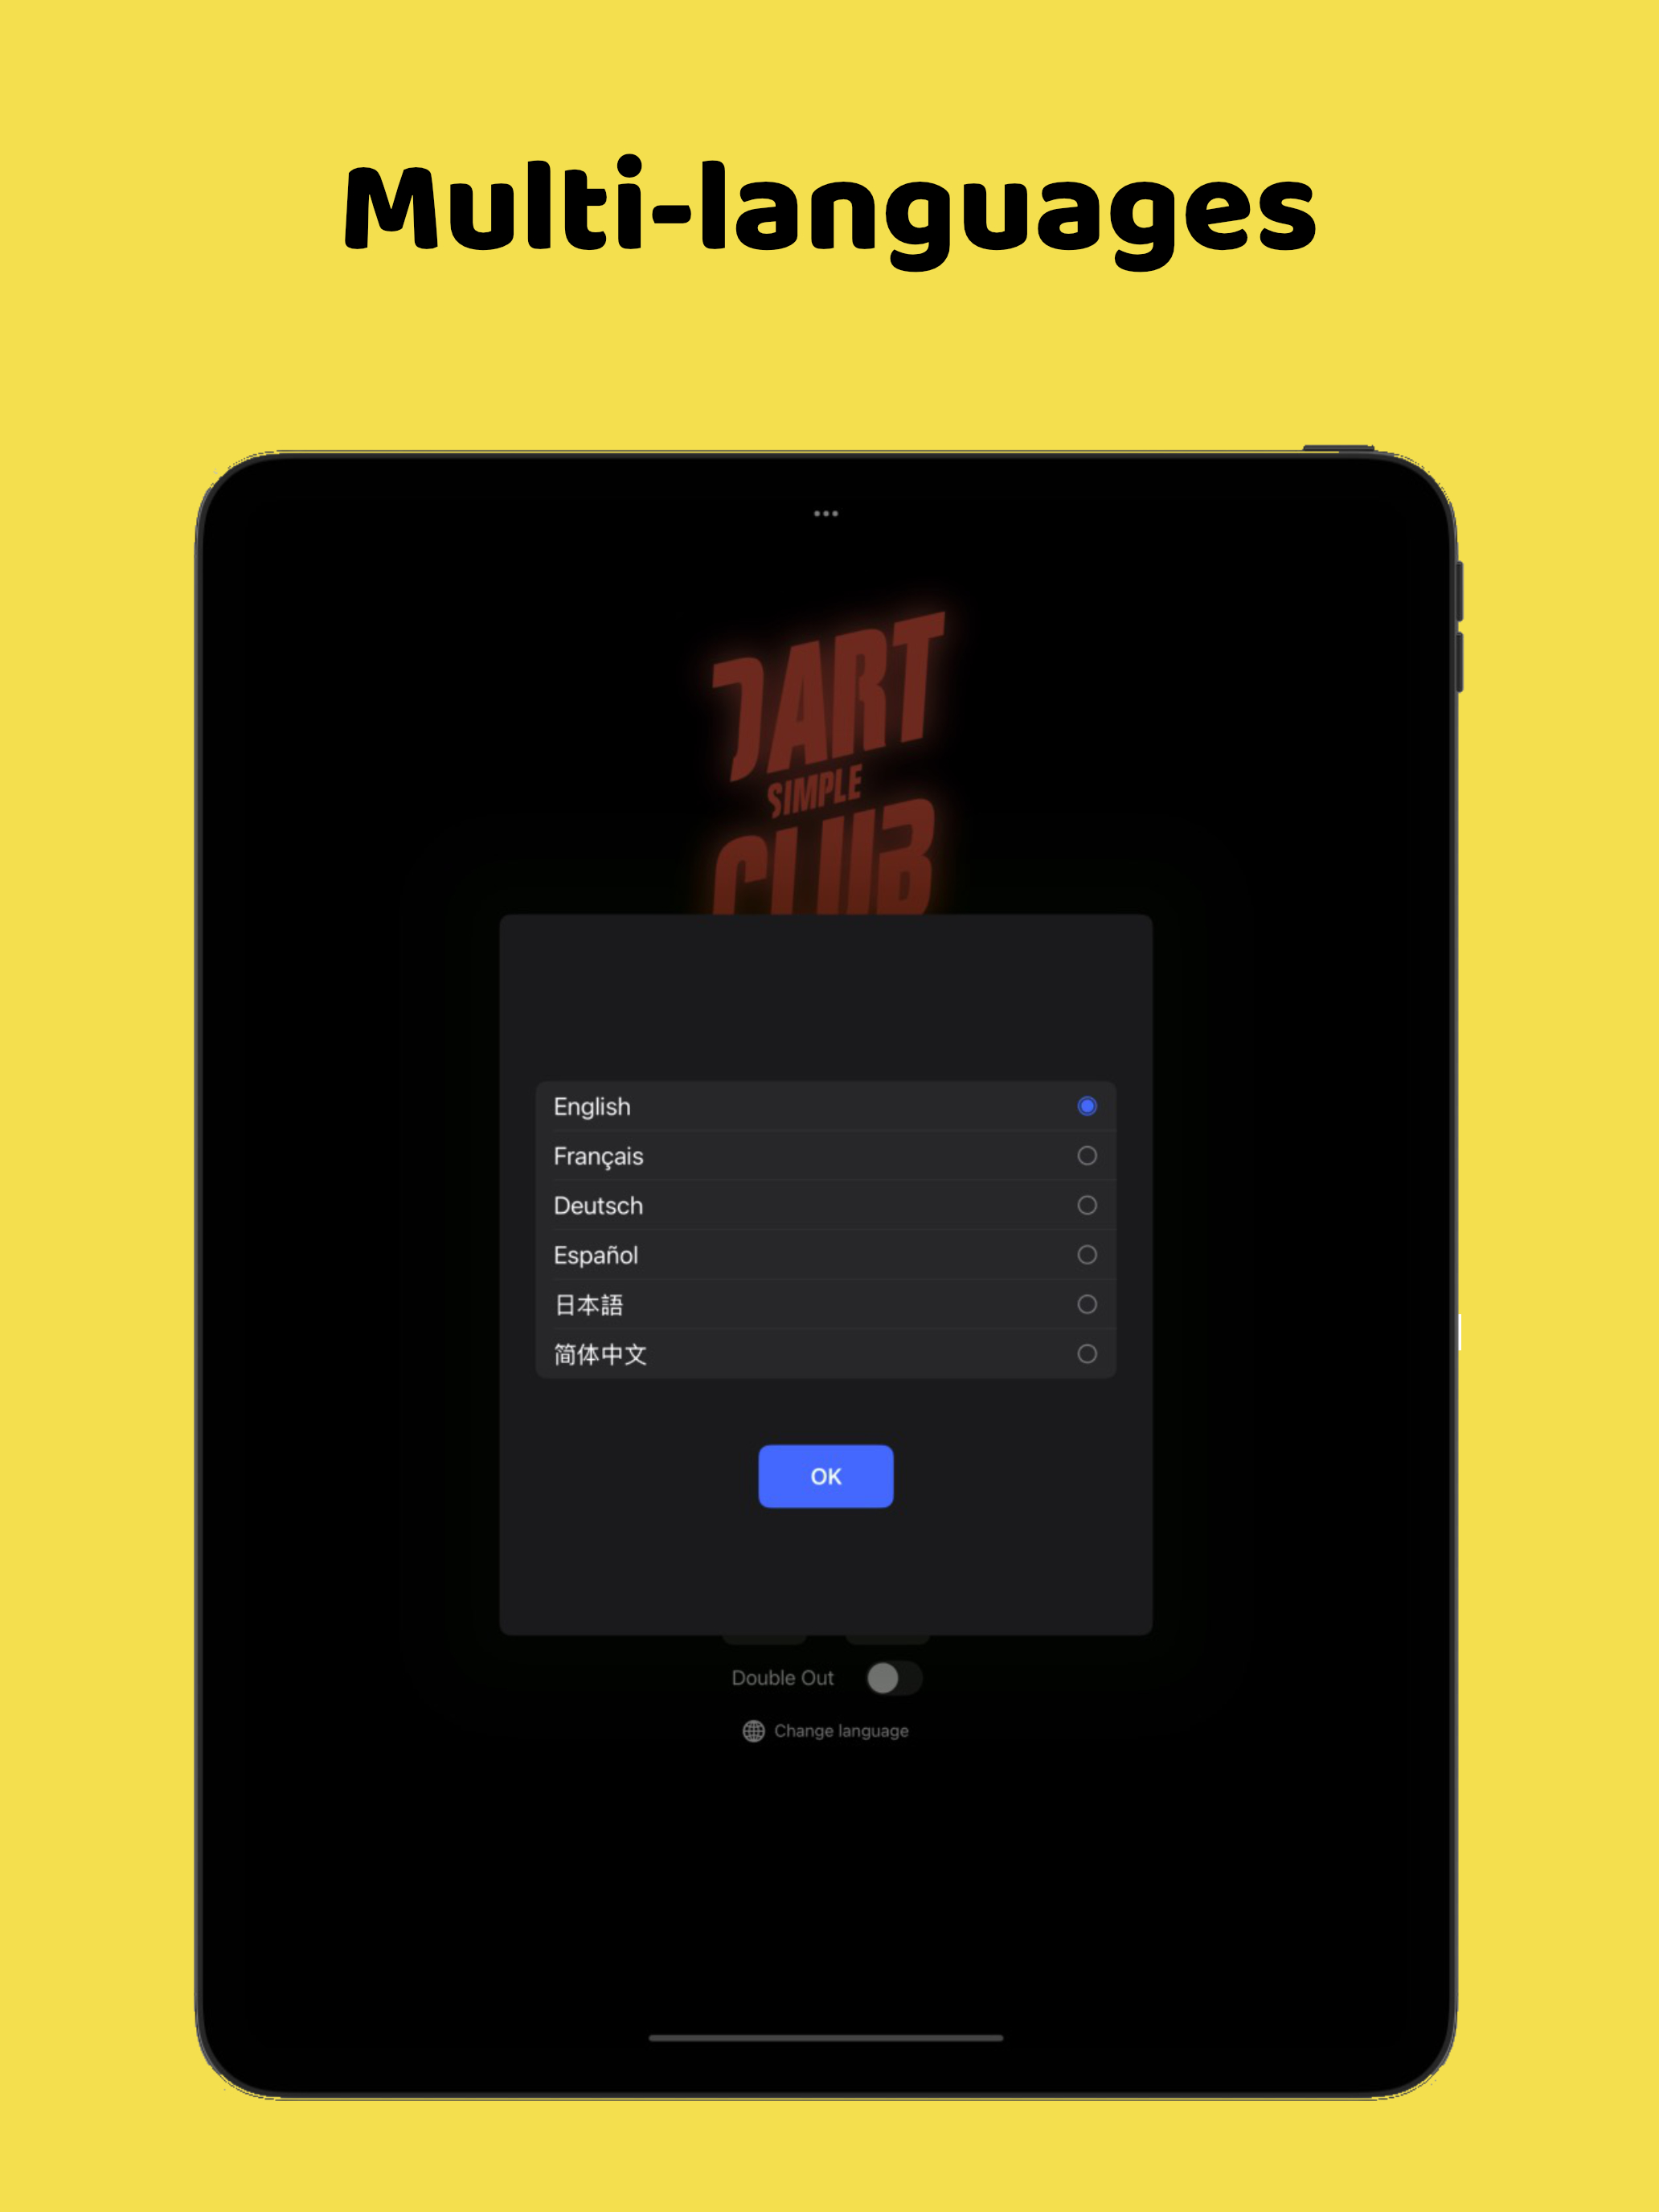 Multi-languages
DART
SIMPLE
CLUB
English
Français
Deutsch
Español
日本語
简体中文
OK
Double Out
Change language